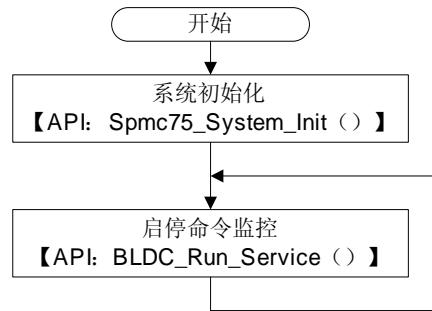 开始
系统初始化
【API：Spmc75_System_Init（）】
启停命令监控
【API：BLDC_Run_Service（）】